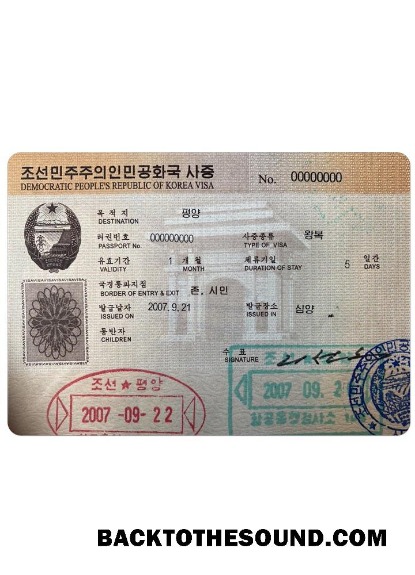 조선민주주의인민공화국 사증 No. 00000000
DEMOCRATIC PEOPLE'S REPUBLIC OF KOREA VISA
목적지 평양
DESTINATION
려권번호 000000000 사증종류 왕복
PASSPORT No. TYPE OF VISA
유효기간 1 개월 체류기일 5 일간
VALIDITY MONTH DURATION OF STAY DAYS
국경통과지점
BORDER OF ENTRY & EXIT
발급날자 2007.9.21 발급장소 심양
ISSUED ON ISSUED IN
동반자
CHILDREN
수표
SIGNATURE
조선 ★ 평양
2007 -09- 22
2007 09. 2
BACKTOTHESOUND.COM